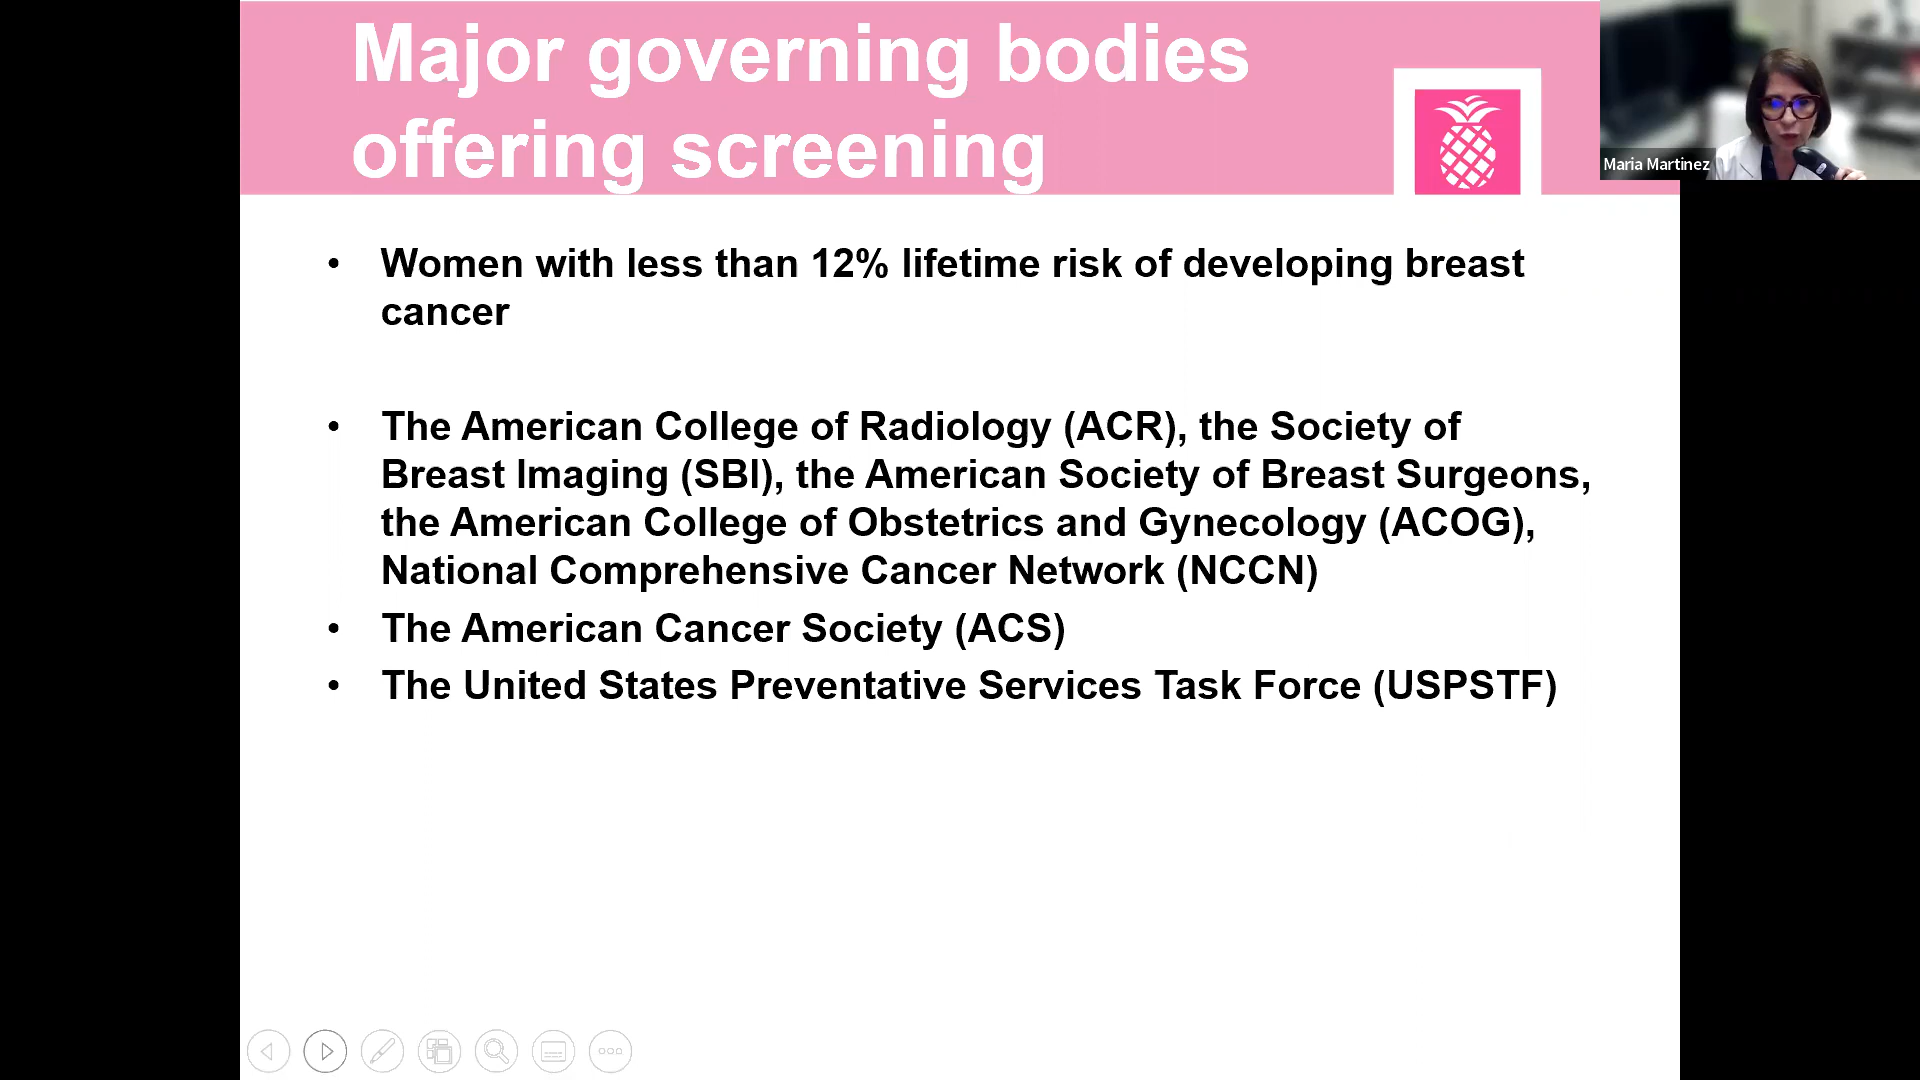 Major governing bodies
offering screening
Maria Martinez
• Women with less than 12% lifetime risk of developing breast
cancer
• The American College of Radiology (ACR), the Society of
Breast Imaging (SBI), the American Society of Breast Surgeons,
the American College of Obstetrics and Gynecology (ACOG),
National Comprehensive Cancer Network (NCCN)
• The American Cancer Society (ACS)
• The United States Preventative Services Task Force (USPSTF)